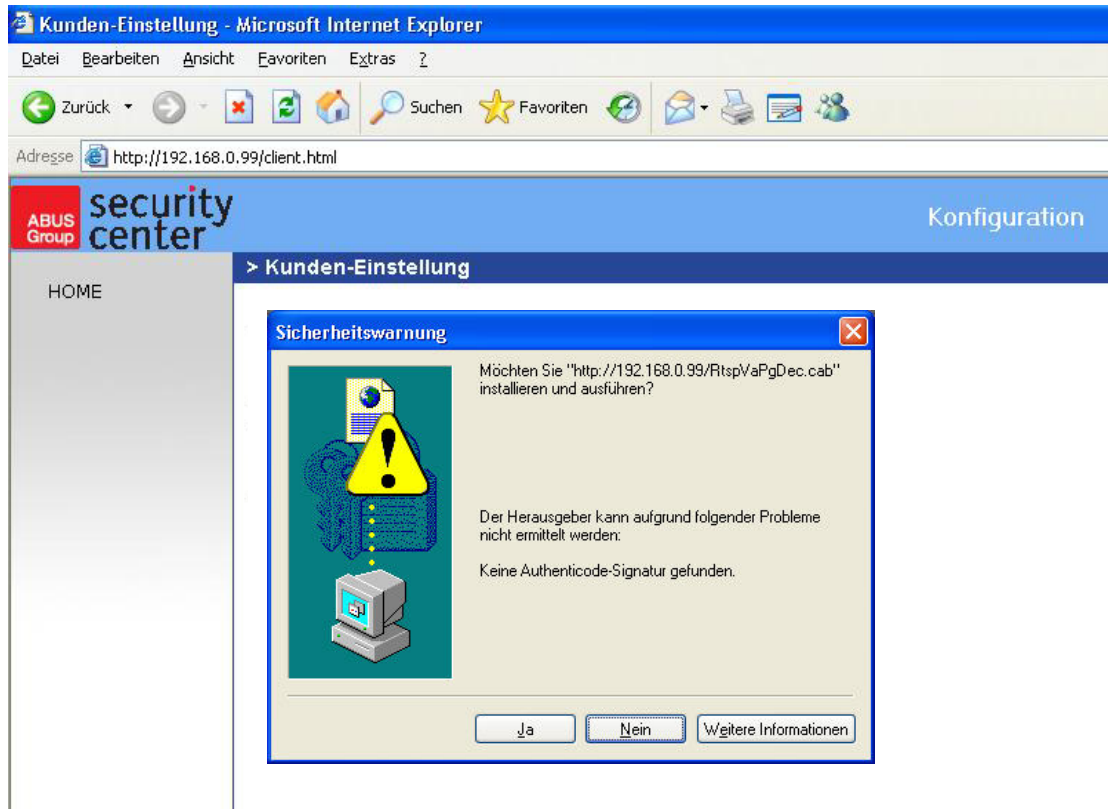 Kunden-Einstellung - Microsoft Internet Explorer
Datei Bearbeiten Ansicht Favoriten Extras ?
Zurück Suchen Favoriten
Adresse http://192.168.0.99/client.html
ABUS Group security center
Konfiguration
> Kunden-Einstellung
HOME
Sicherheitswarnung
Möchten Sie "http://192.168.0.99/RtspVaPgDec.cab"
installieren und ausführen?
Der Herausgeber kann aufgrund folgender Probleme
nicht ermittelt werden:
Keine Authenticode-Signatur gefunden.
Ja Nein Weitere Informationen